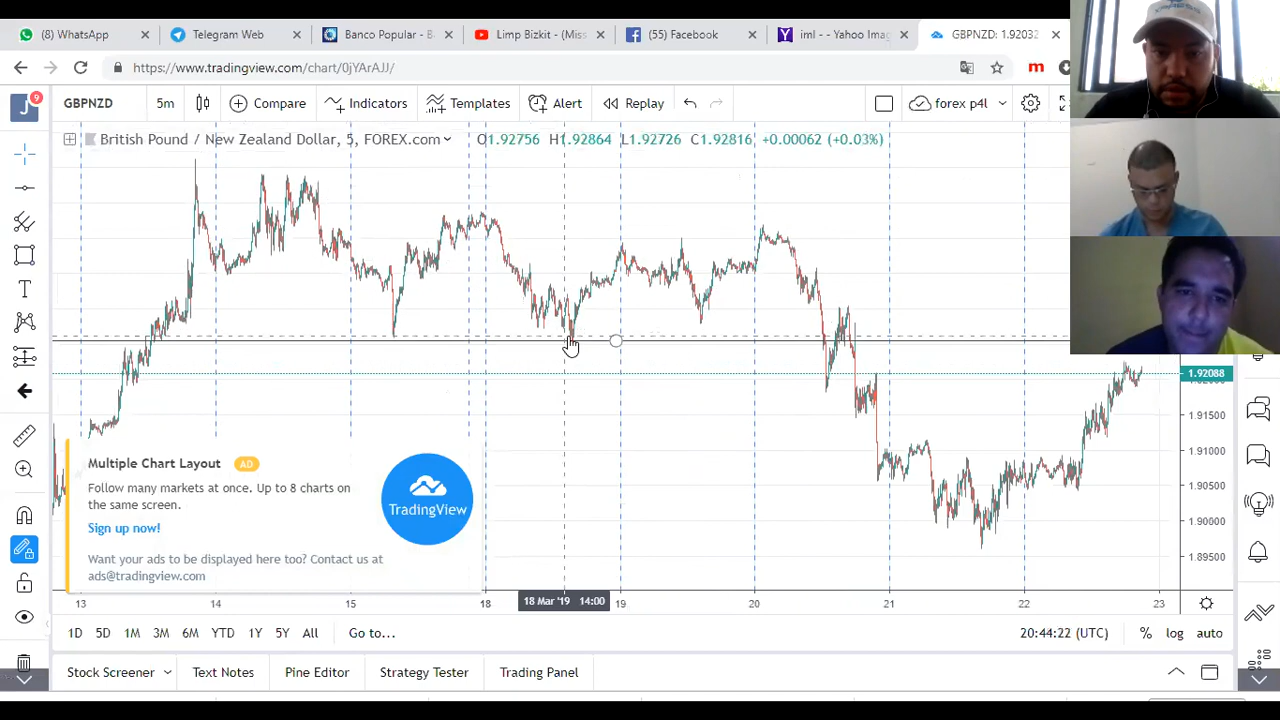 (8) WhatsApp
Telegram Web
Banco Popular - B
Limp Bizkit - (Miss
(55) Facebook
iml - - Yahoo Imag
GBPNZD: 1.92032
https://www.tradingview.com/chart/0jYArAJJ/
m
J 9
GBPNZD 5m Compare Indicators Templates Alert Replay forex p4l
British Pound / New Zealand Dollar, 5, FOREX.com O1.92756 H1.92864 L1.92726 C1.92816 +0.00062 (+0.03%)
1.92088
1.91500
1.91000
1.90500
1.90000
1.89500
Multiple Chart Layout AD
Follow many markets at once. Up to 8 charts on
the same screen.
Sign up now!
Want your ads to be displayed here too? Contact us at
ads@tradingview.com
TradingView
13 14 15 18 18 Mar '19 14:00 19 20 21 22 23
1D 5D 1M 3M 6M YTD 1Y 5Y All Go to... 20:44:22 (UTC) % log auto
Stock Screener Text Notes Pine Editor Strategy Tester Trading Panel